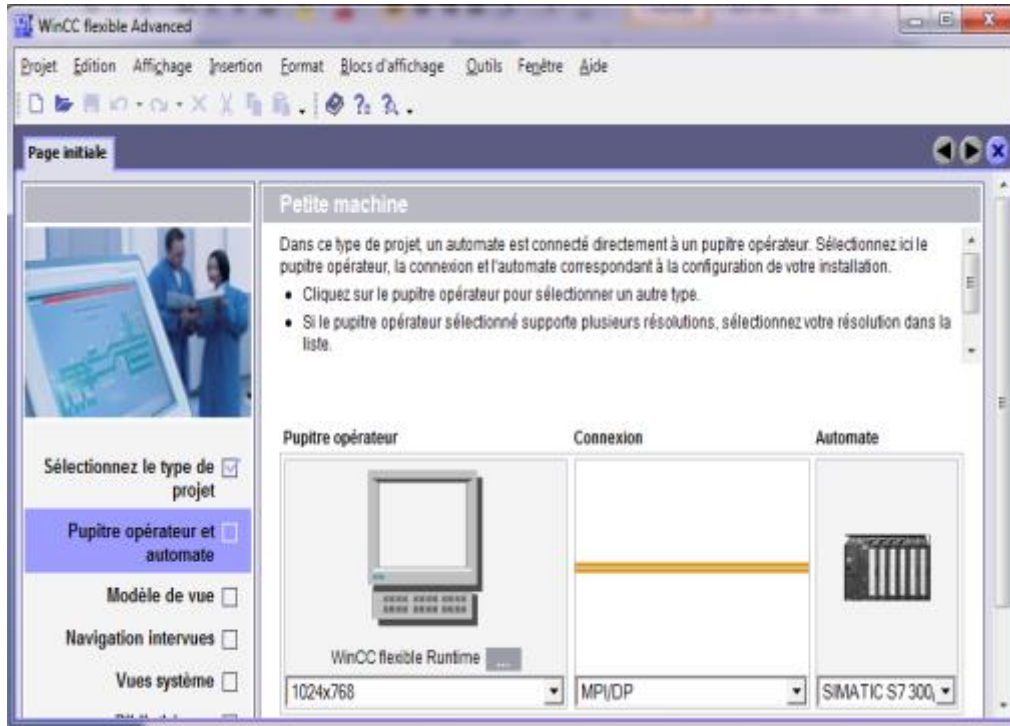 WinCC flexible Advanced
Projet Edition Affichage Insertion Format Blocs d'affichage Outils Fenêtre Aide
Page initiale
Petite machine
Dans ce type de projet, un automate est connecté directement à un pupitre opérateur. Sélectionnez ici le
pupitre opérateur, la connexion et l'automate correspondant à la configuration de votre installation.
• Cliquez sur le pupitre opérateur pour sélectionner un autre type.
• Si le pupitre opérateur sélectionné supporte plusieurs résolutions, sélectionnez votre résolution dans la
liste.
Pupitre opérateur Connexion Automate
Sélectionnez le type de
projet
Pupitre opérateur et
automate
Modèle de vue
Navigation intervues
Vues système
WinCC flexible Runtime ...
1024x768 MPI/DP SIMATIC S7 300,